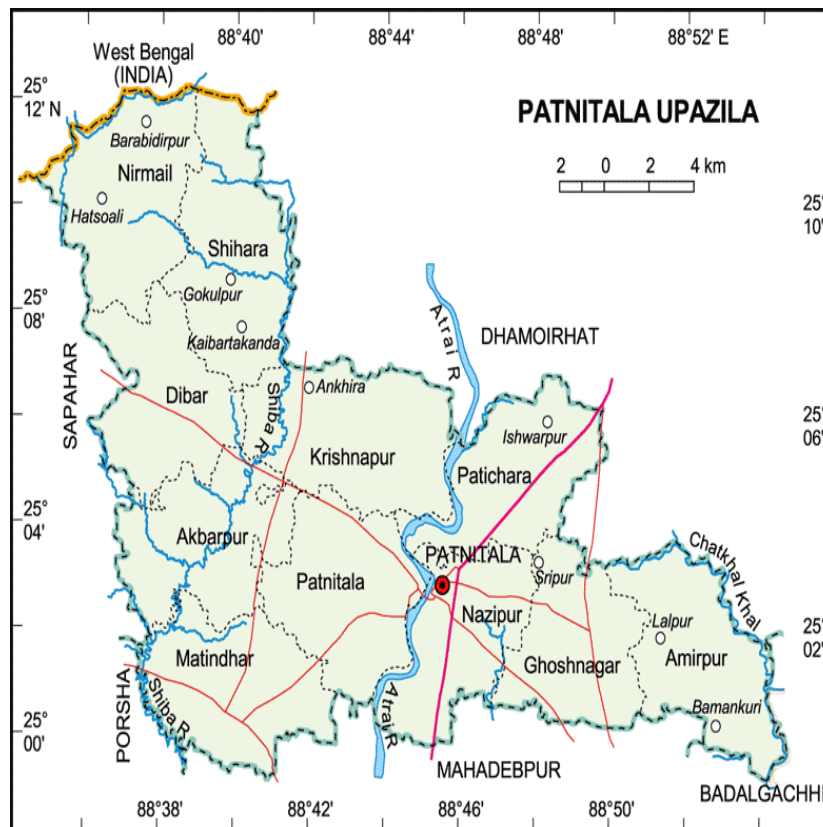 88°40' 88°44' 88°48' 88°52' E
West Bengal
(INDIA)
25°
12' N
PATNITALA UPAZILA
Barabidirpur
2 0 2 4 km
Nirmail
Hatsoali
25°
10'
Shihara
Gokulpur
25°
08'
Kaibartakanda
Atrai R
DHAMOIRHAT
SAPAHAR
Dibar
Shiba R
Ankhira
25°
06'
Ishwarpur
Krishnapur
Patichara
25°
04'
Akbarpur
PATNITALA
Chatkhal Khal
Patnitala
Sripur
Nazipur
Lalpur
25°
02'
Matindhar
Ghoshnagar
Amirpur
PORSHA
Shiba R
Atrai R
Bamankuri
25°
00'
MAHADEBPUR
BADALGACHHI
88°38' 88°42' 88°46' 88°50'